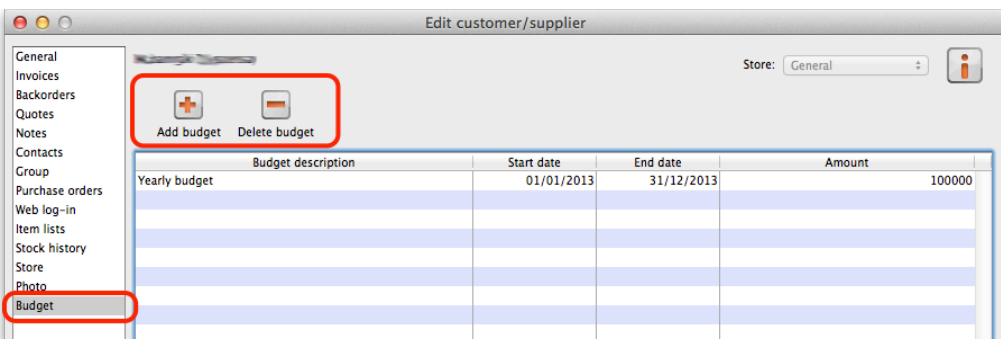 Edit customer/supplier
General
Invoices
Backorders
Quotes
Notes
Contacts
Group
Purchase orders
Web log-in
Item lists
Stock history
Store
Photo
Budget
Store: General
Add budget Delete budget
Budget description Start date End date Amount
Yearly budget 01/01/2013 31/12/2013 100000